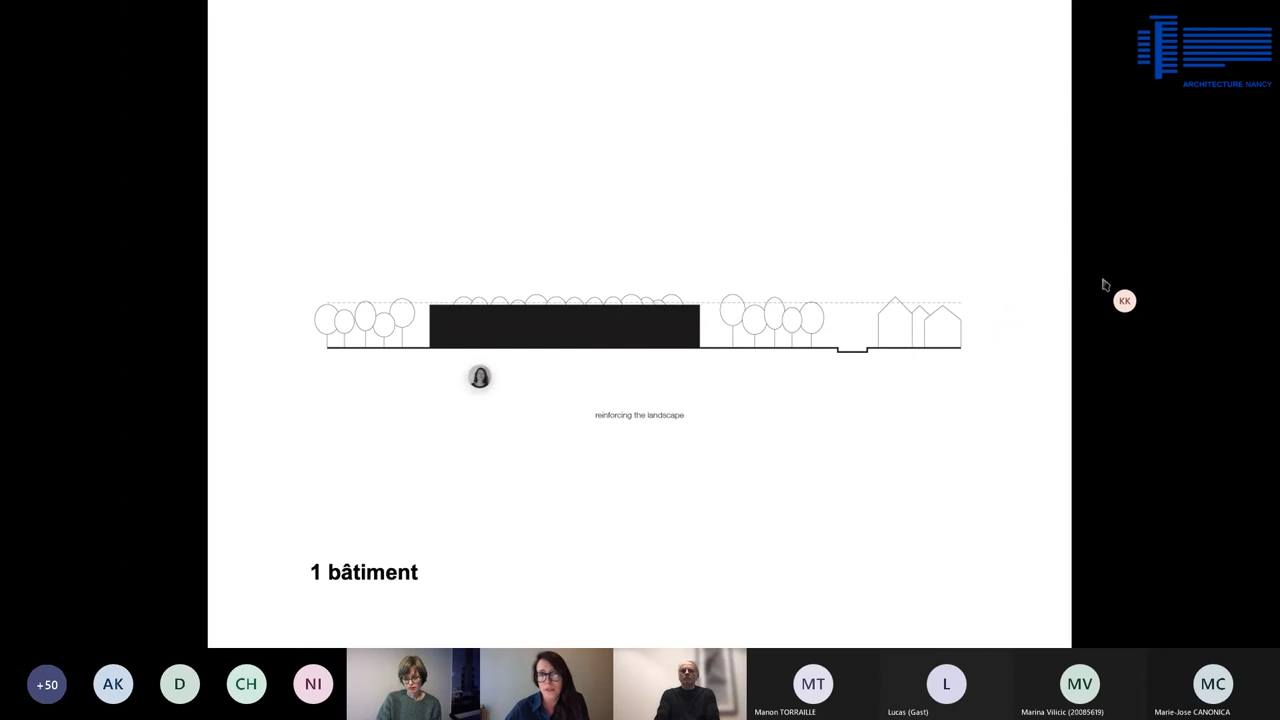 ARCHITECTURE NANCY
KK
reinforcing the landscape
1 bâtiment
+50
AK
D
CH
NI
MT
L
MV
MC
Manon TORRAILLE
Lucas (Gast)
Marina Vilicic (20085619)
Marie-Jose CANONICA